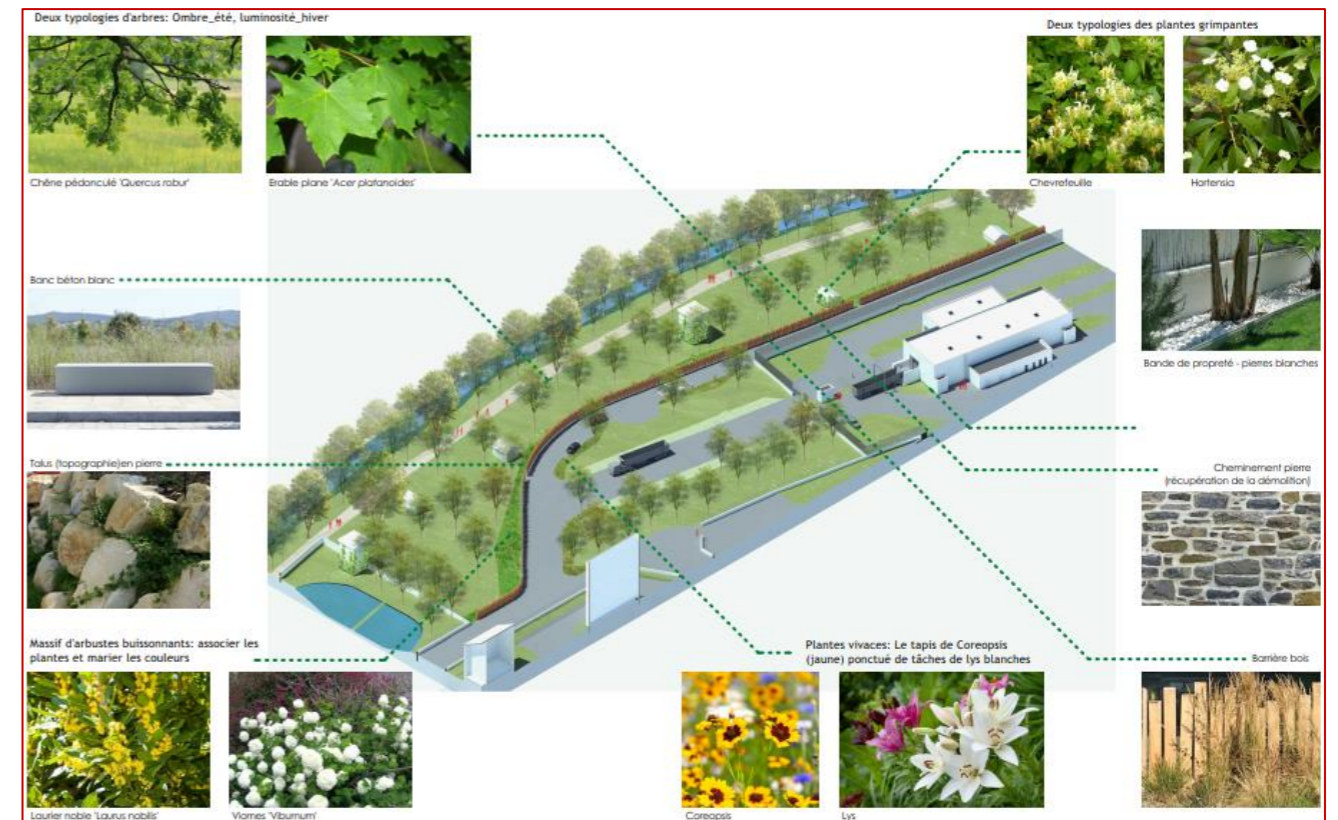 Deux typologies d'arbres: Ombre_été, luminosité_hiver
Deux typologies des plantes grimpantes
Chêne pédonculé 'Quercus robur'
Erable plane 'Acer platanoides'
Chevrefeuille
Hortensia
Banc béton blanc
Bande de propreté - pierres blanches
Talus (topographie)en pierre
Cheminement pierre
(récupération de la démolition)
Massif d'arbustes buissonnants: associer les
plantes et marier les couleurs
Plantes vivaces: Le tapis de Coreopsis
(jaune) ponctué de tâches de lys blanches
Barrière bois
Laurier noble 'Laurus nobilis'
Viornes 'Viburnum'
Coreopsis
Lys